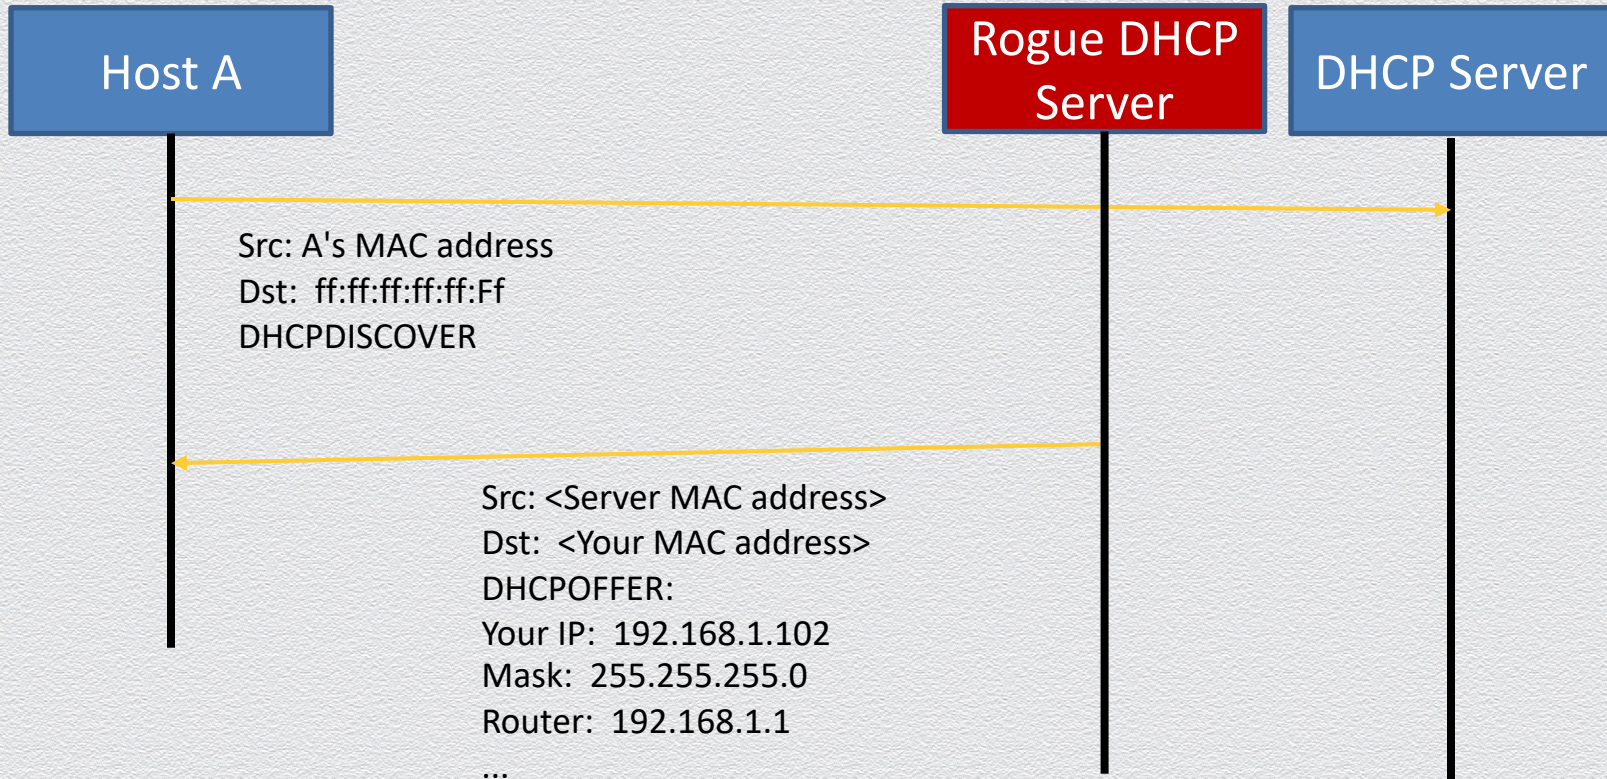 Host A
Rogue DHCP
Server
DHCP Server
Src: A's MAC address
Dst: ff:ff:ff:ff:ff:Ff
DHCPDISCOVER
Src: <Server MAC address>
Dst: <Your MAC address>
DHCPOFFER:
Your IP: 192.168.1.102
Mask: 255.255.255.0
Router: 192.168.1.1
...